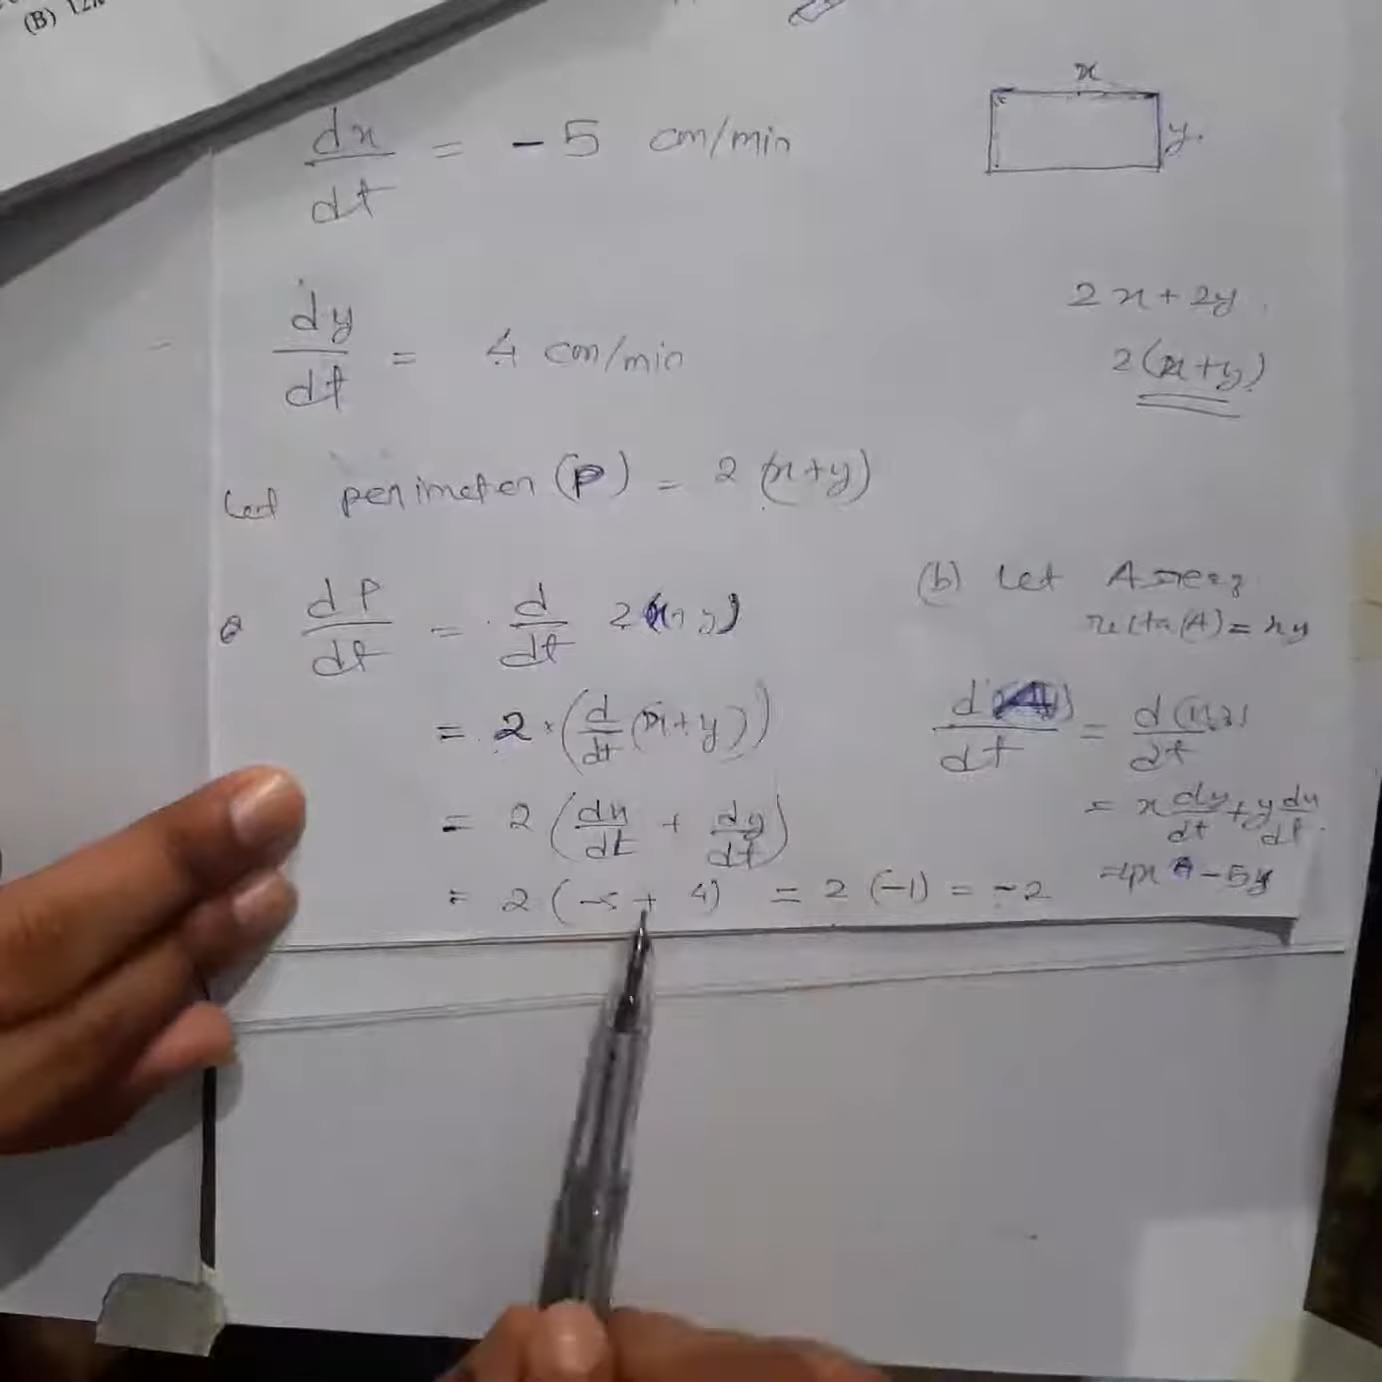 (B) 12π
x
dx/dt = -5 cm/min
y.
dy/dt = 4 cm/min
2x+2y.
2(x+y)
Let perimeter (P) = 2(x+y)
dP/dt = d/dt 2(x+y)
= 2·(d/dt (x+y))
= 2(dx/dt + dy/dt)
= 2(-5+4) = 2(-1) = -2
(b) Let Area
(A) = xy
d(A)/dt = d(xy)/dt
= x dy/dt + y dx/dt.
= 4x - 5y